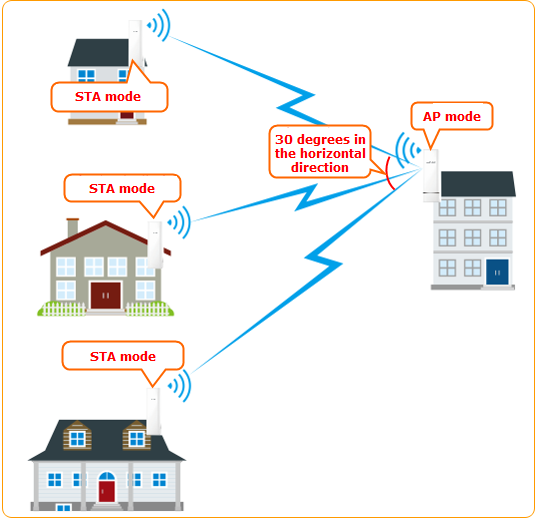 STA mode
AP mode
30 degrees in
the horizontal
direction
STA mode
STA mode